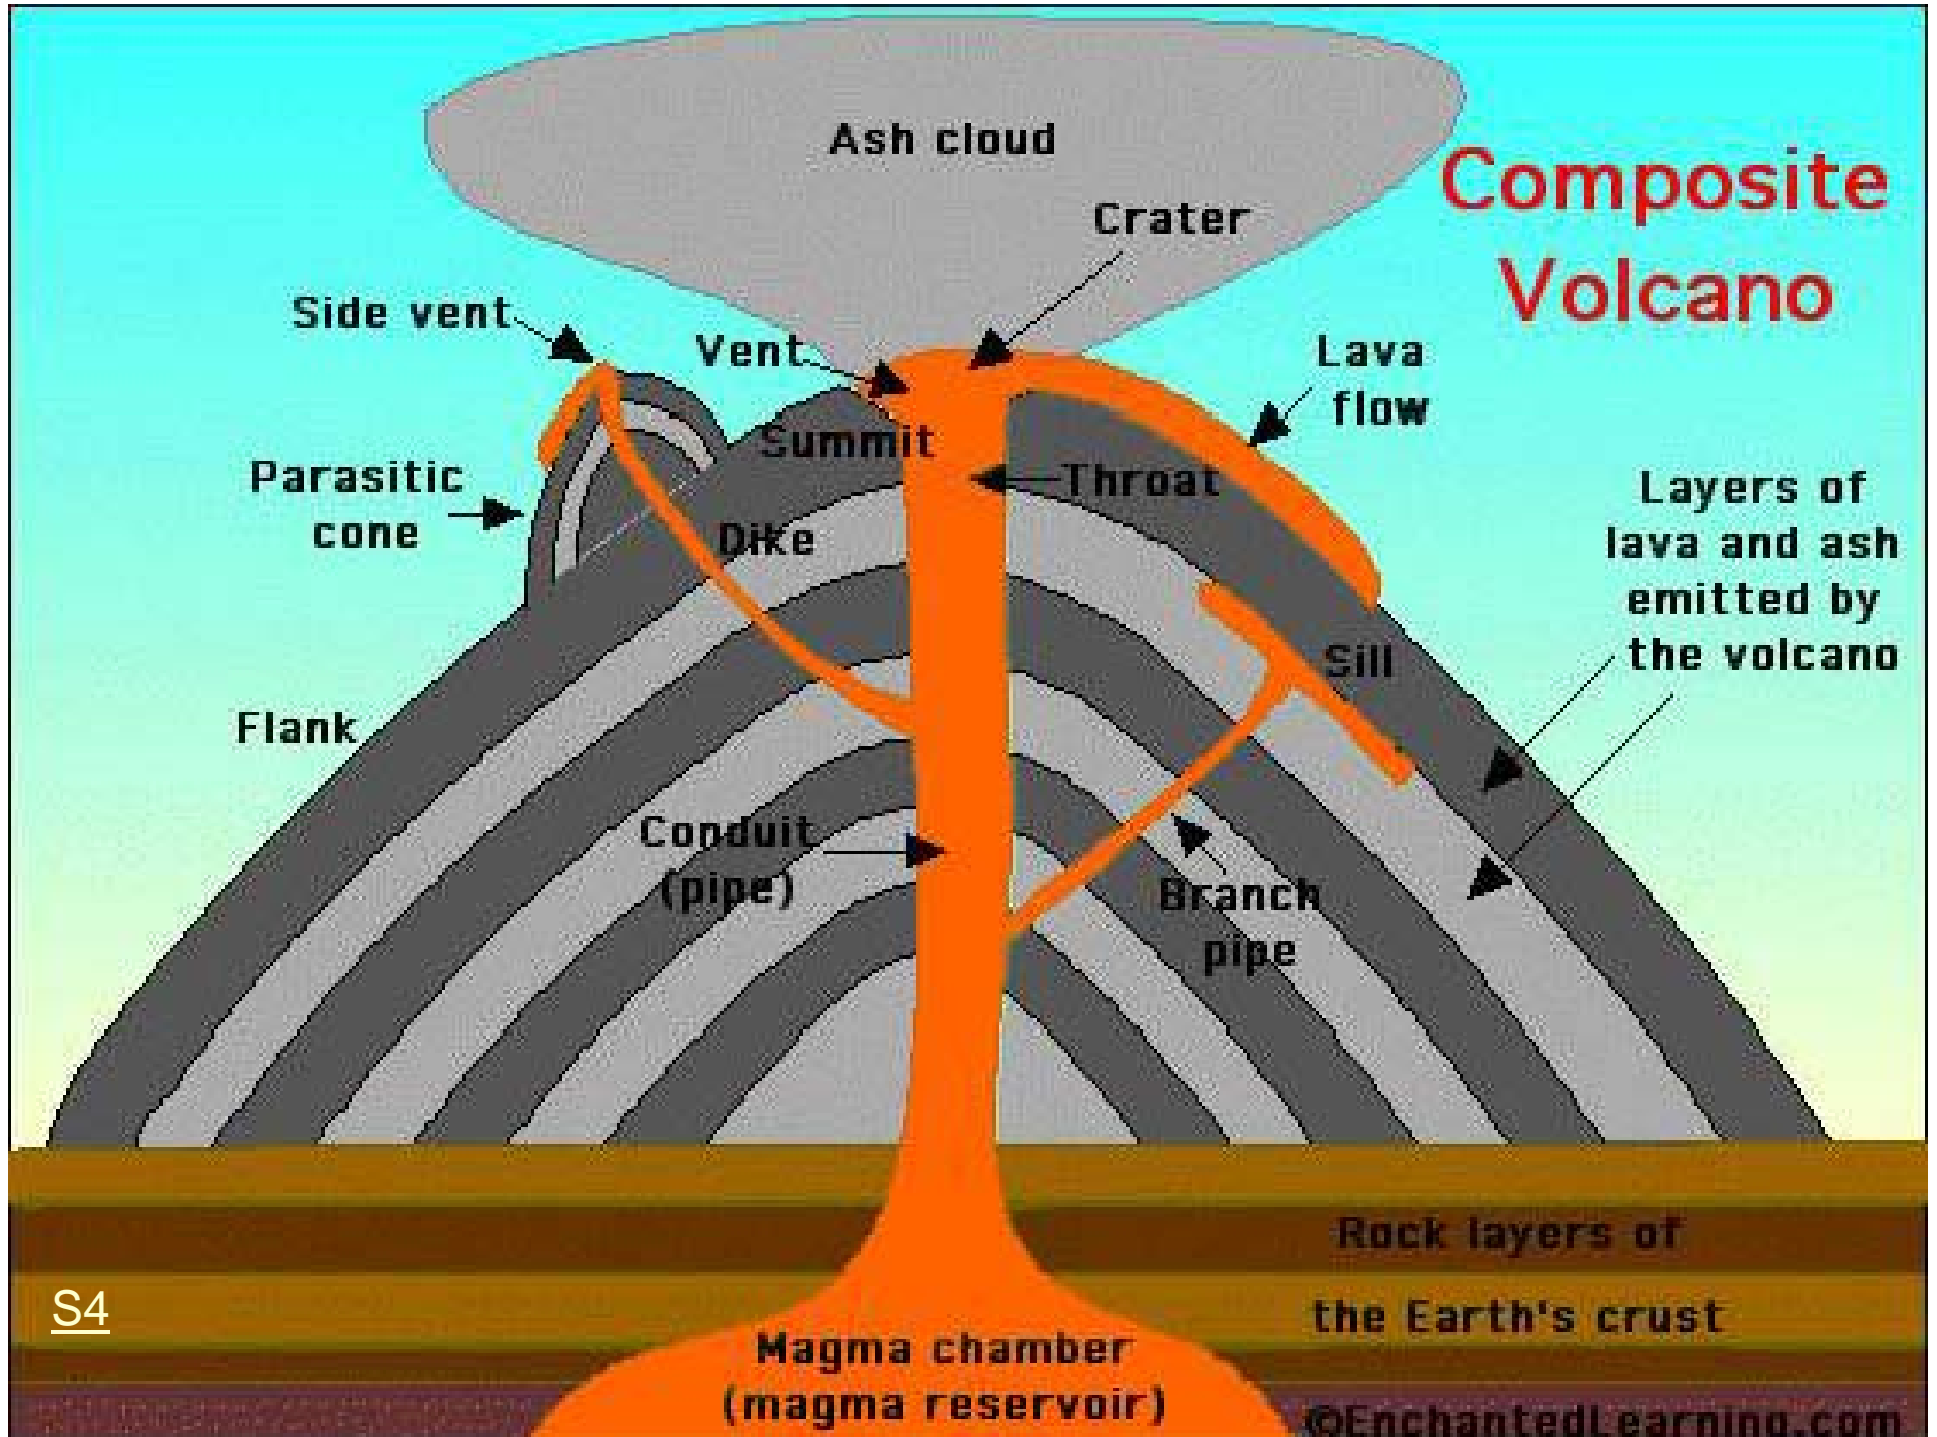 Ash cloud
Composite
Volcano
Crater
Side vent
Vent
Lava
flow
Summit
Throat
Parasitic
cone
Dike
Layers of
lava and ash
emitted by
the volcano
Sill
Flank
Conduit
(pipe)
Branch
pipe
Rock layers of
the Earth's crust
S4
Magma chamber
(magma reservoir)
©EnchantedLearning.com